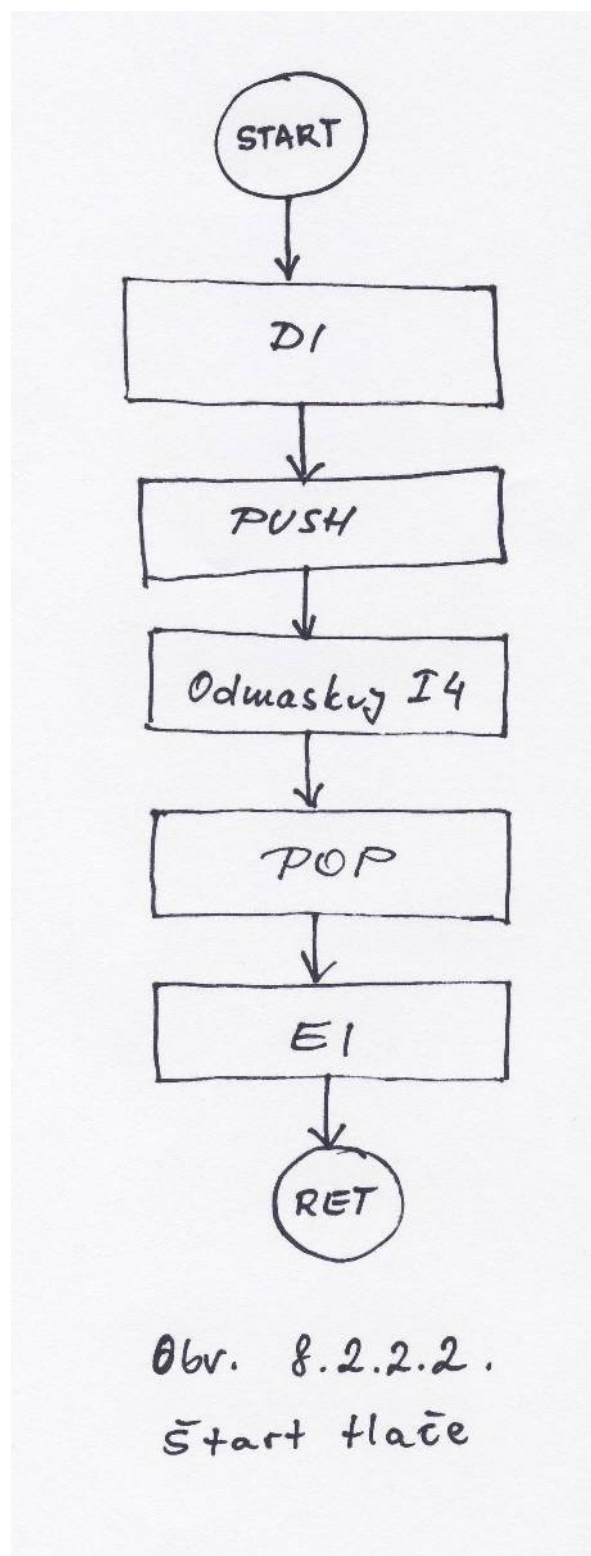 START
DI
PUSH
Odmaskuj I4
POP
EI
RET
Obr. 8.2.2.2.
Štart tlače